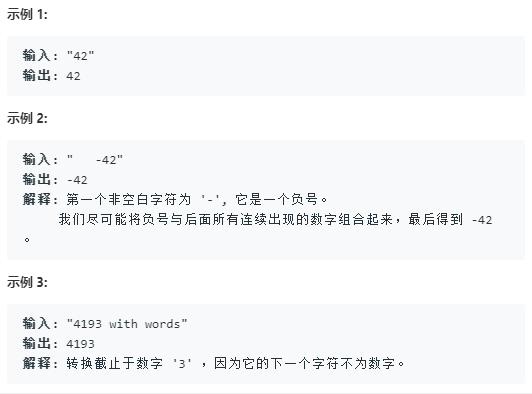 示例 1:
输入: "42"
输出: 42
示例 2:
输入: "   -42"
输出: -42
解释: 第一个非空白字符为 '-', 它是一个负号。
我们尽可能将负号与后面所有连续出现的数字组合起来，最后得到 -42
。
示例 3:
输入: "4193 with words"
输出: 4193
解释: 转换截止于数字 '3' ，因为它的下一个字符不为数字。